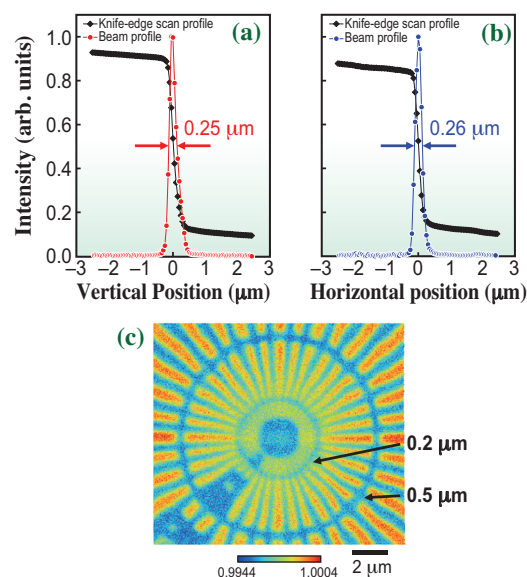 (a)
Knife-edge scan profile
Beam profile
Intensity (arb. units)
1.0
0.8
0.6
0.4
0.2
0.0
0.25 µm
−3 −2 −1 0 1 2 3
Vertical Position (µm)
(b)
Knife-edge scan profile
Beam profile
0.26 µm
−3 −2 −1 0 1 2 3
Horizontal position (µm)
(c)
0.2 µm
0.5 µm
0.9944 1.0004
2 µm